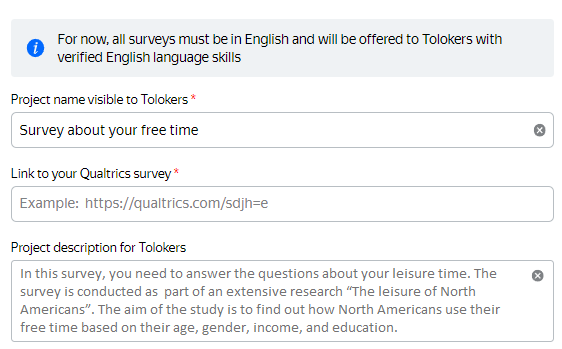 For now, all surveys must be in English and will be offered to Tolokers with
verified English language skills
Project name visible to Tolokers *
Survey about your free time
Link to your Qualtrics survey *
Example: https://qualtrics.com/sdjh=e
Project description for Tolokers
In this survey, you need to answer the questions about your leisure time. The
survey is conducted as part of an extensive research “The leisure of North
Americans”. The aim of the study is to find out how North Americans use their
free time based on their age, gender, income, and education.